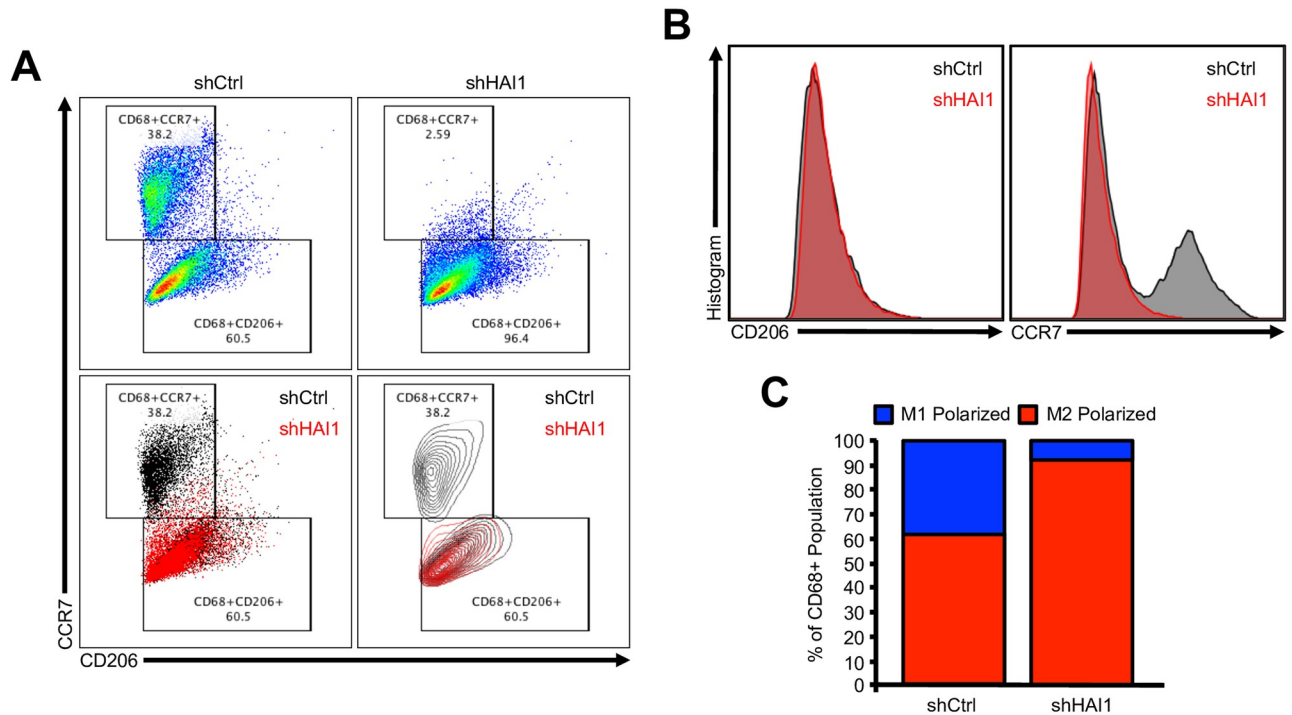 A
shCtrl
shHAI1
CD68+CCR7+
38.2
CD68+CCR7+
2.59
CD68+CD206+
60.5
CD68+CD206+
96.4
CD68+CCR7+
38.2
shCtrl
shHAI1
CD68+CCR7+
38.2
shCtrl
shHAI1
CD68+CD206+
60.5
CD68+CD206+
60.5
CCR7
CD206
B
shCtrl
shHAI1
shCtrl
shHAI1
Histogram
CD206
CCR7
C
M1 Polarized
M2 Polarized
% of CD68+ Population
100
90
80
70
60
50
40
30
20
10
0
shCtrl
shHAI1